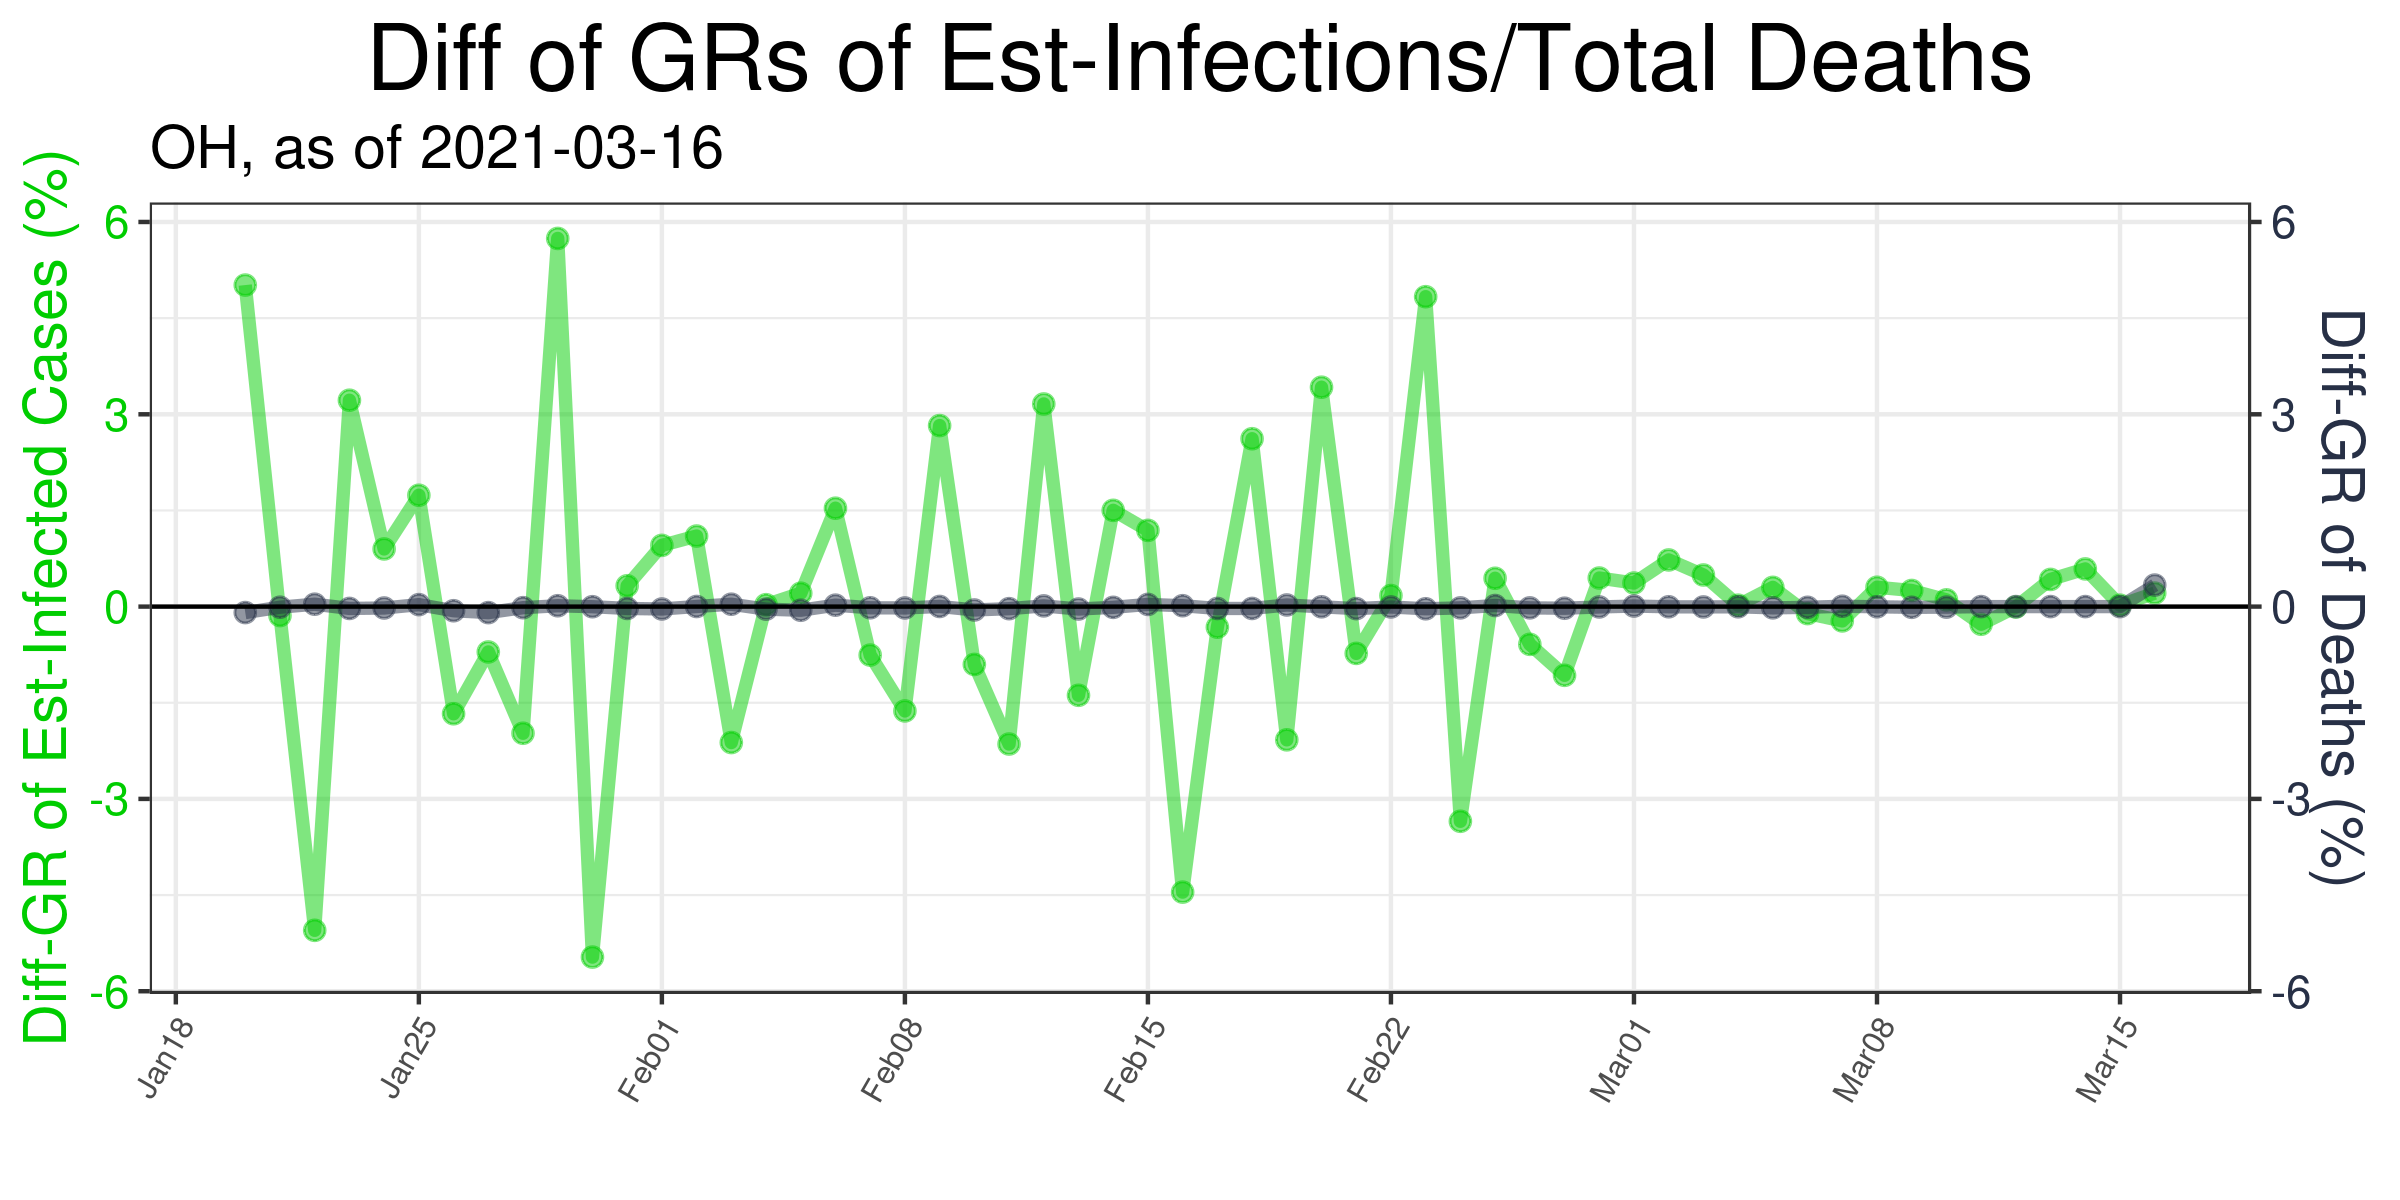 Diff of GRs of Est-Infections/Total Deaths
OH, as of 2021-03-16
Diff-GR of Est-Infected Cases (%)
6
3
0
-3
-6
6
3
0
-3
-6
Diff-GR of Deaths (%)
Jan18
Jan25
Feb01
Feb08
Feb15
Feb22
Mar01
Mar08
Mar15